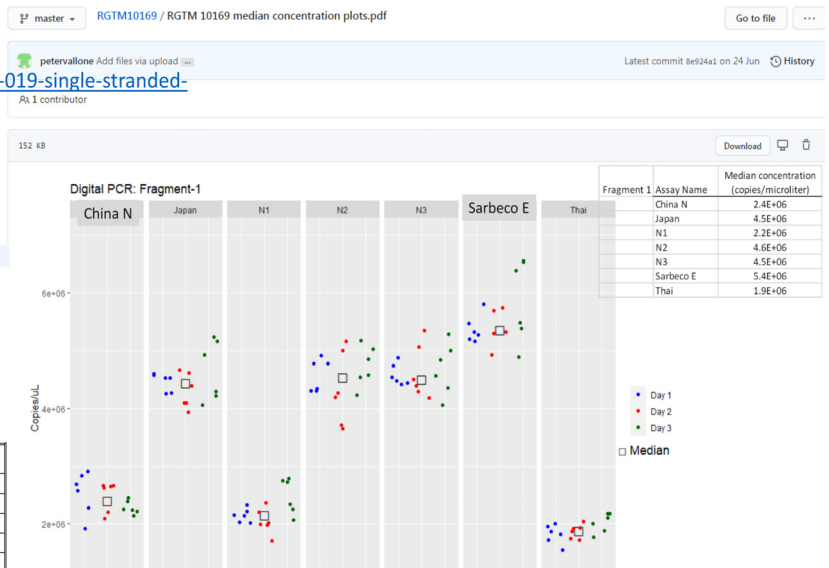 master
RGTM10169 / RGTM 10169 median concentration plots.pdf
Go to file
...
petervallone Add files via upload ...
Latest commit 8e924a1 on 24 Jun
History
-019-single-stranded-
1 contributor
152 KB
Download
Digital PCR: Fragment-1
China N
Japan
N1
N2
N3
Sarbeco E
Thai
Fragment 1 Assay Name Median concentration (copies/microliter)
China N 2.4E+06
Japan 4.5E+06
N1 2.2E+06
N2 4.6E+06
N3 4.5E+06
Sarbeco E 5.4E+06
Thai 1.9E+06
6e+06
4e+06
2e+06
Copies/uL
Day 1
Day 2
Day 3
Median